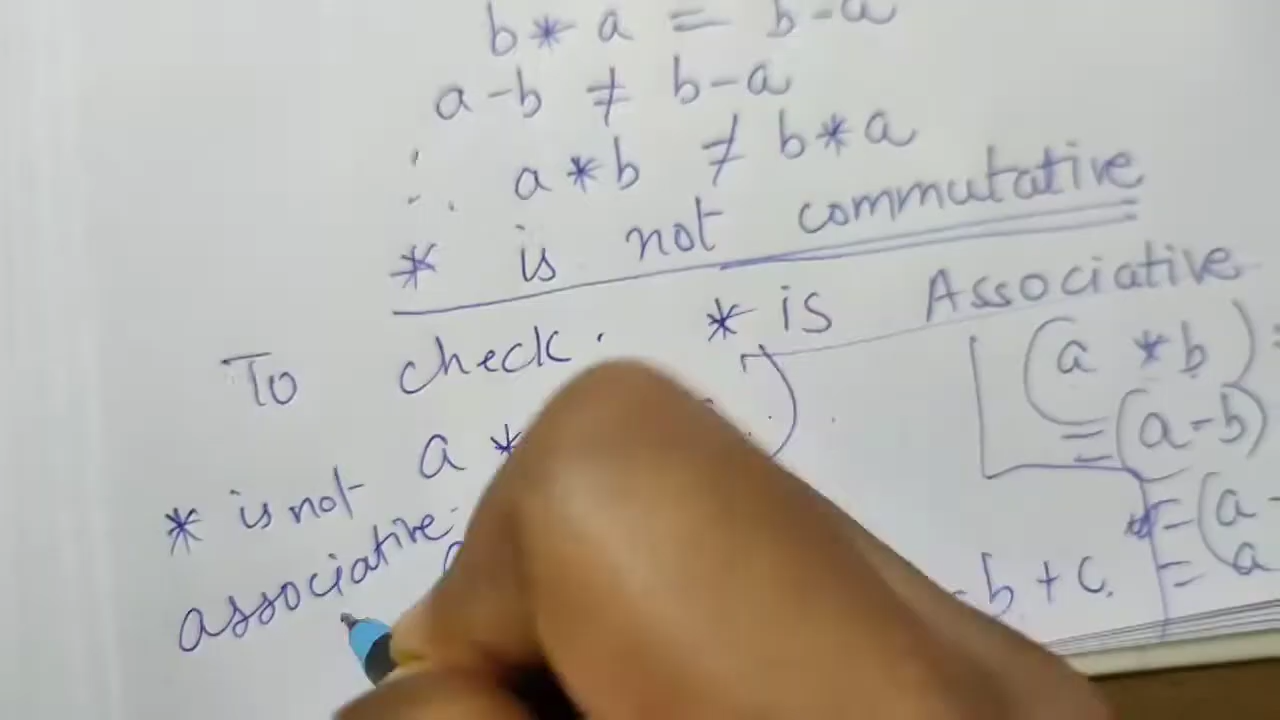 b * a = b - a
a - b ≠ b - a
∴ a * b ≠ b * a
* is not commutative
To check. * is Associative
a *
(a * b) =
= (a - b)
= (a -
= a
- b + c.
* is not
associative.